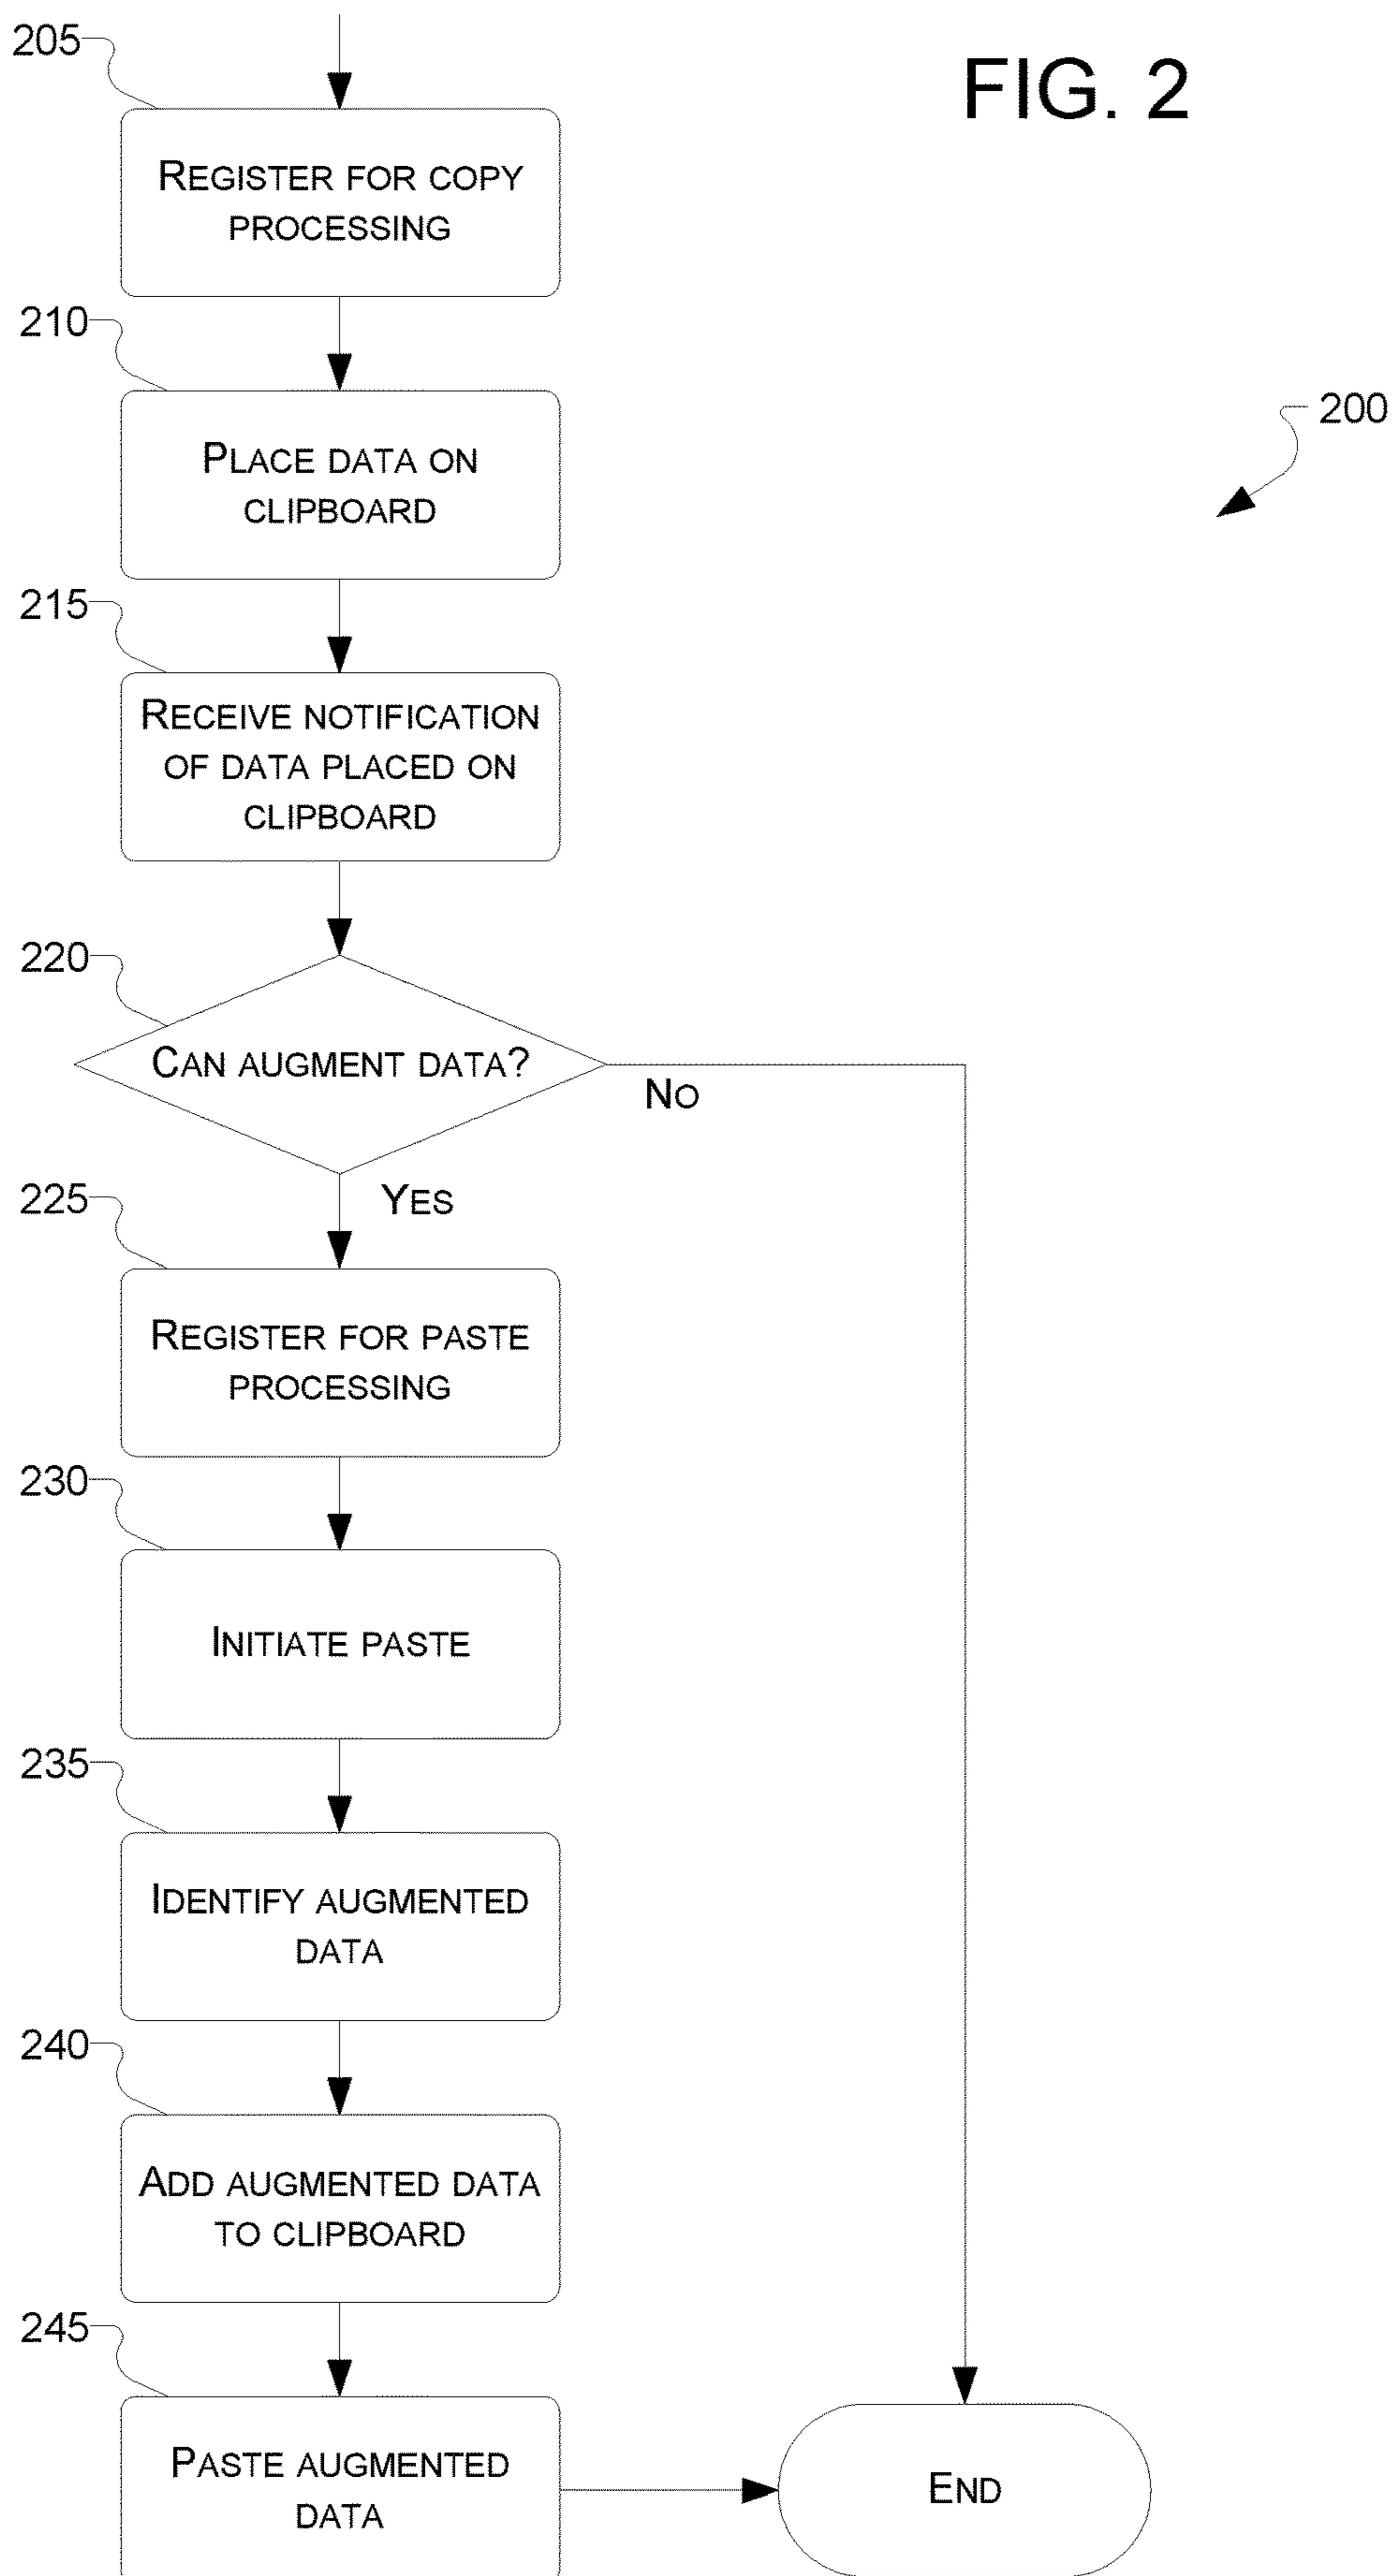 205
FIG. 2
REGISTER FOR COPY
PROCESSING
210
200
PLACE DATA ON
CLIPBOARD
215
RECEIVE NOTIFICATION
OF DATA PLACED ON
CLIPBOARD
220
CAN AUGMENT DATA?
NO
YES
225
REGISTER FOR PASTE
PROCESSING
230
INITIATE PASTE
235
IDENTIFY AUGMENTED
DATA
240
ADD AUGMENTED DATA
TO CLIPBOARD
245
PASTE AUGMENTED
DATA
END